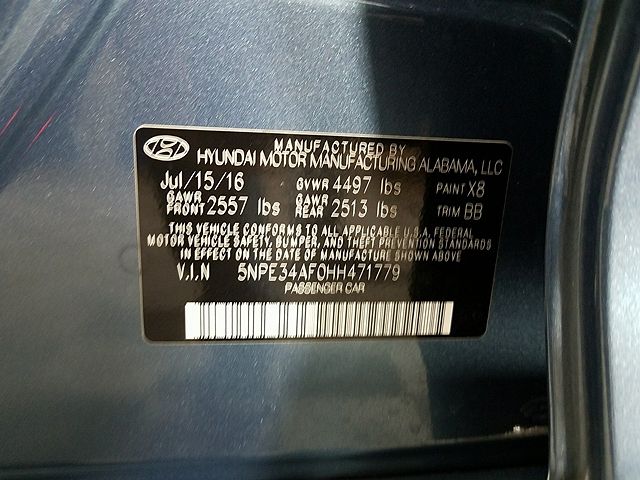 MANUFACTURED BY
HYUNDAI MOTOR MANUFACTURING ALABAMA, LLC
Jul/15/16 GVWR 4497 lbs PAINT X8
GAWR FRONT 2557 lbs GAWR REAR 2513 lbs TRIM BB
THIS VEHICLE CONFORMS TO ALL APPLICABLE U.S.A. FEDERAL
MOTOR VEHICLE SAFETY, BUMPER, AND THEFT PREVENTION STANDARDS
IN EFFECT ON THE DATE OF MANUFACTURE SHOWN ABOVE
V.I.N 5NPE34AF0HH471779
PASSENGER CAR